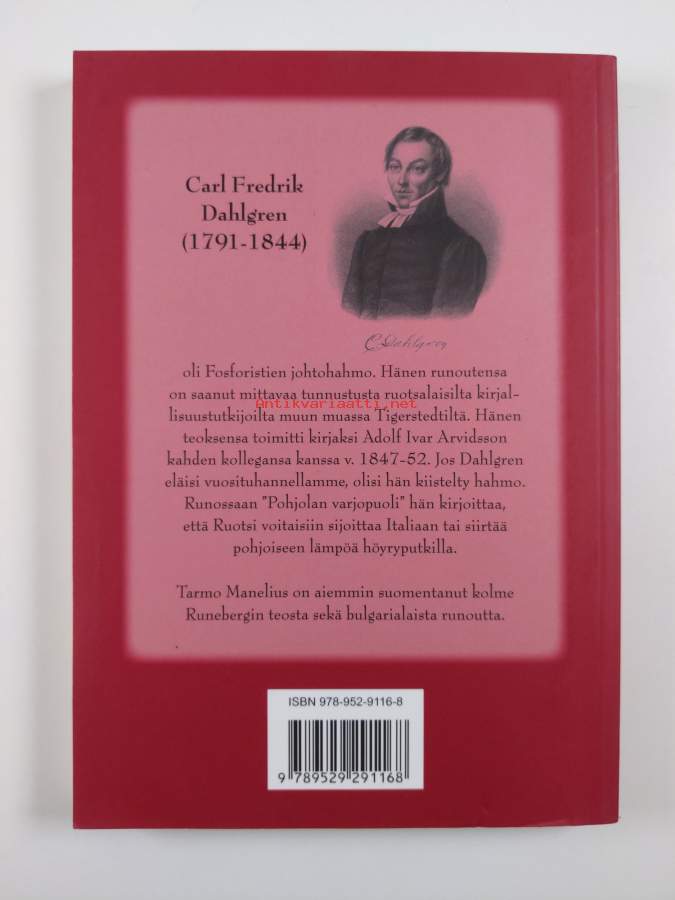 Carl Fredrik
Dahlgren
(1791-1844)
C Dahlgren
oli Fosforistien johtohahmo. Hänen runoutensa
on saanut mittavaa tunnustusta ruotsalaisilta kirjal-
Antikvariaatti.net
lisuustutkijoilta muun muassa Tigerstedtiltä. Hänen
teoksensa toimitti kirjaksi Adolf Ivar Arvidsson
kahden kollegansa kanssa v. 1847-52. Jos Dahlgren
eläisi vuosituhannellamme, olisi hän kiistelty hahmo.
Runossaan "Pohjolan varjopuoli" hän kirjoittaa,
että Ruotsi voitaisiin sijoittaa Italiaan tai siirtää
pohjoiseen lämpöä höyryputkilla.
Tarmo Manelius on aiemmin suomentanut kolme
Runebergin teosta sekä bulgarialaista runoutta.
ISBN 978-952-9116-8
9 789529 291168